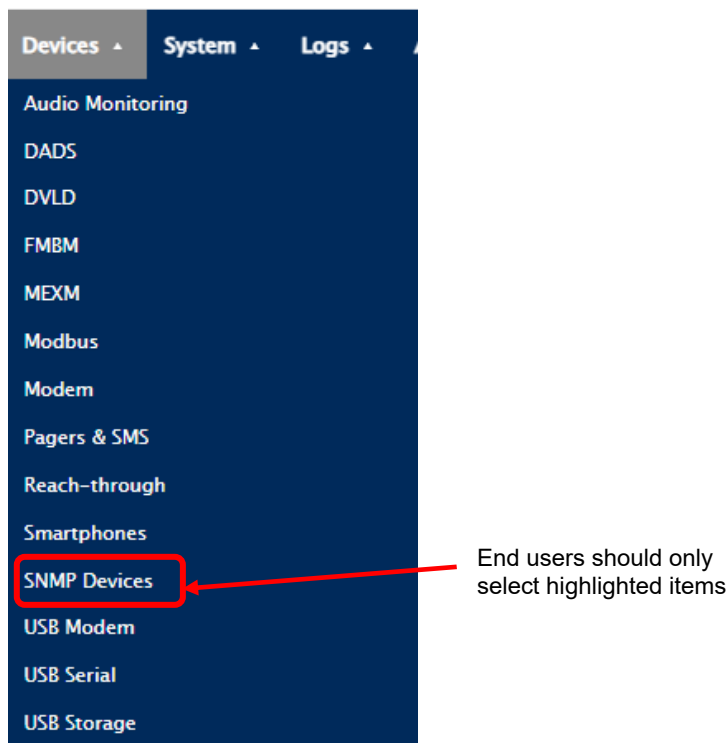 Devices ▲ System ▲ Logs ▲
Audio Monitoring
DADS
DVLD
FMBM
MEXM
Modbus
Modem
Pagers & SMS
Reach-through
Smartphones
SNMP Devices
End users should only
select highlighted items
USB Modem
USB Serial
USB Storage